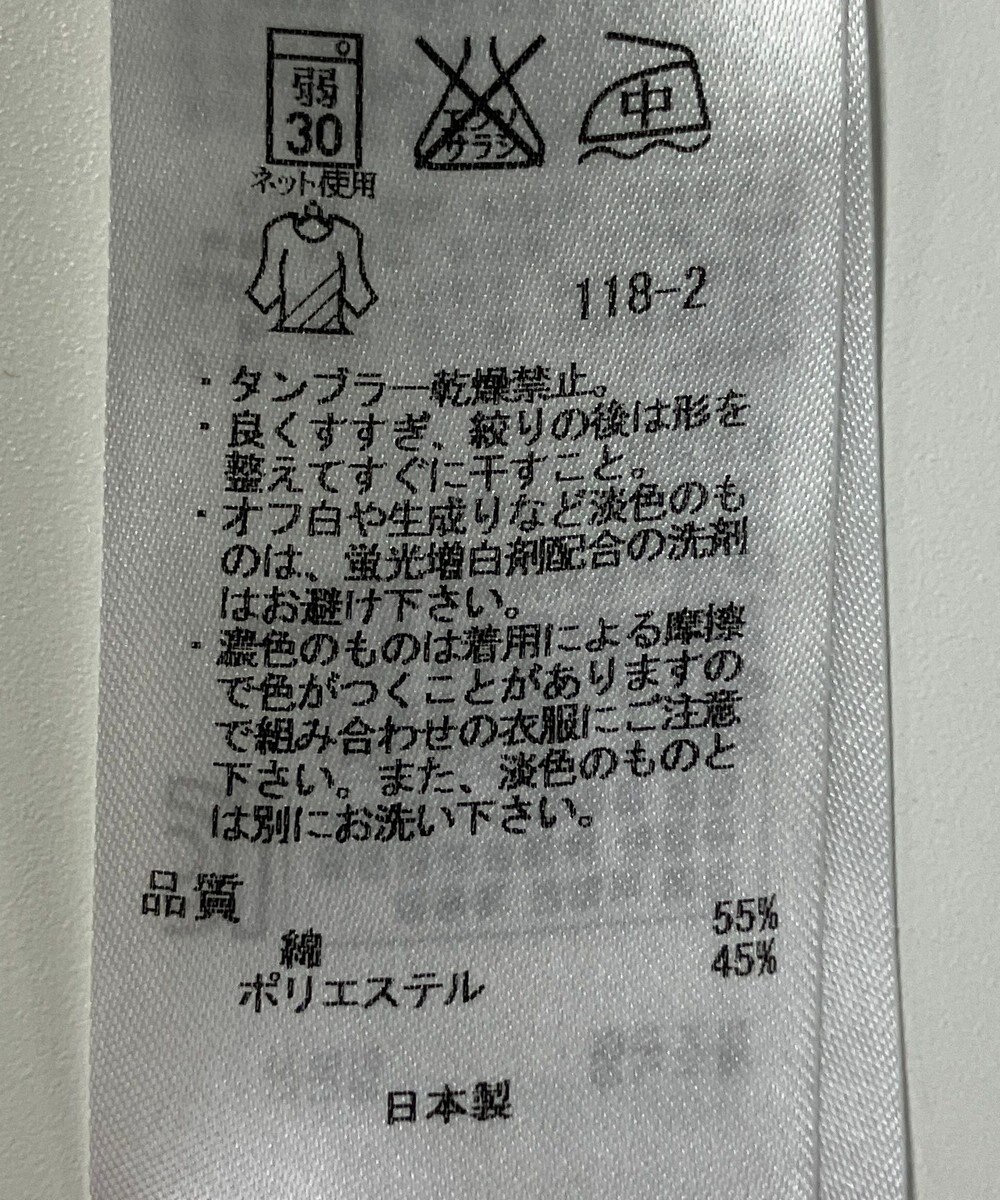 弱
30
ネット使用
エンソ
サラシ
中
118-2
・タンブラー乾燥禁止。
・良くすすぎ、絞りの後は形を
整えてすぐに干すこと。
・オフ白や生成りなど淡色のも
のは、蛍光増白剤配合の洗剤
はお避け下さい。
・濃色のものは着用による摩擦
で色がつくことがありますの
で組み合わせの衣服にご注意
下さい。また、淡色のものと
は別にお洗い下さい。
品質
綿 55%
ポリエステル 45%
日本製